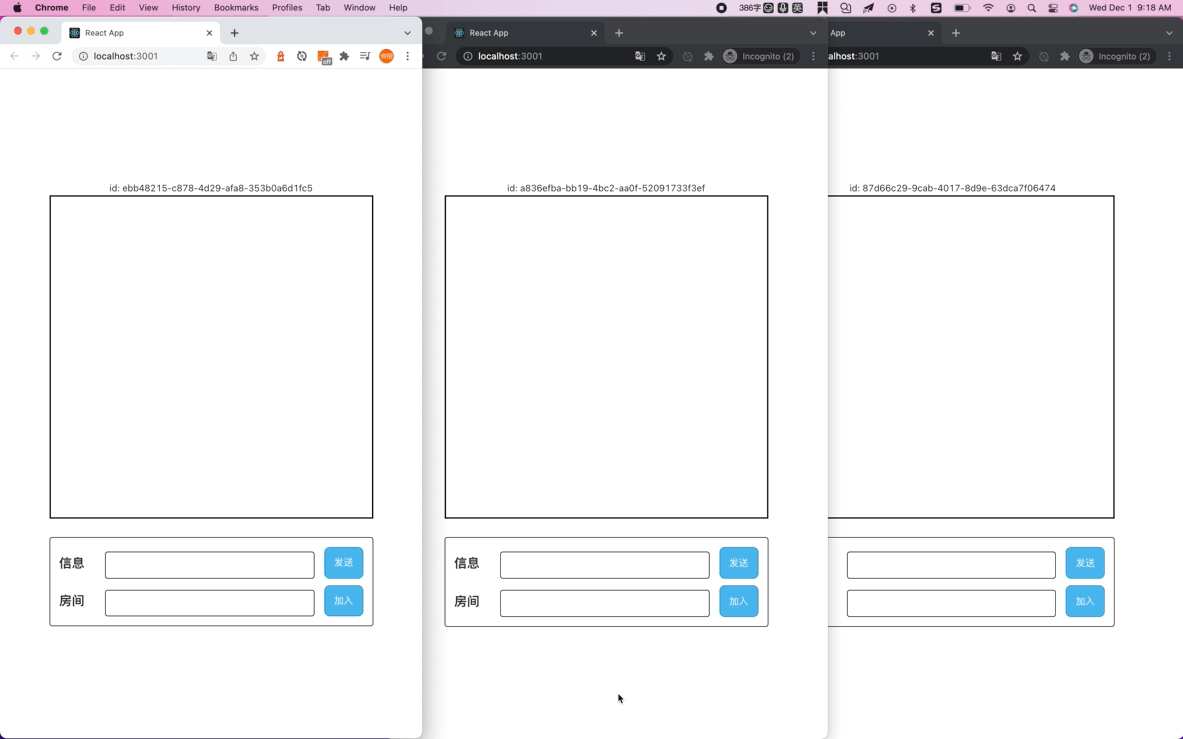 Chrome File Edit View History Bookmarks Profiles Tab Window Help 386字 英 Wed Dec 1 9:18 AM
React App
React App
App
localhost:3001
off
localhost:3001
Incognito (2)
alhost:3001
Incognito (2)
id: ebb48215-c878-4d29-afa8-353b0a6d1fc5
id: a836efba-bb19-4bc2-aa0f-52091733f3ef
id: 87d66c29-9cab-4017-8d9e-63dca7f06474
信息 发送
房间 加入
信息 发送
房间 加入
发送
加入